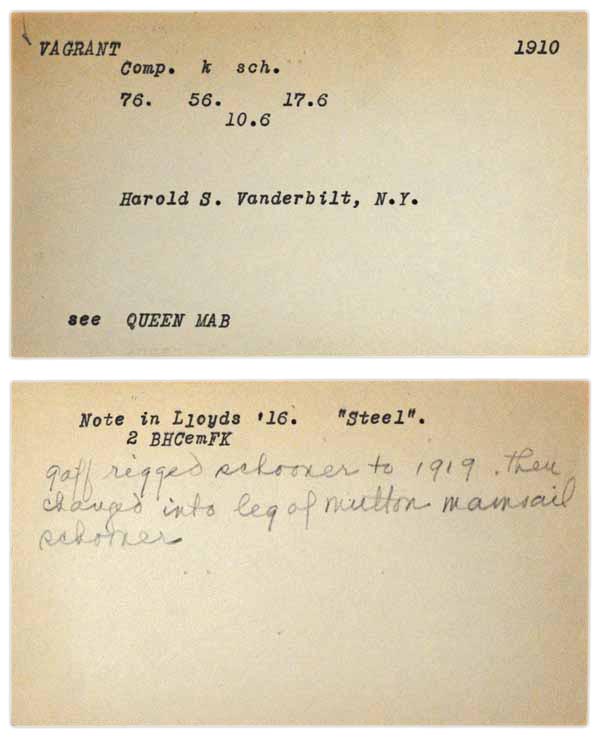 VAGRANT 1910
Comp. k sch.
76. 56. 17.6
10.6
Harold S. Vanderbilt, N.Y.
see QUEEN MAB
Note in Lloyds '16. "Steel".
2 BHCemFK
gaff rigged schooner to 1919. then
changed into leg of mutton mainsail
schooner